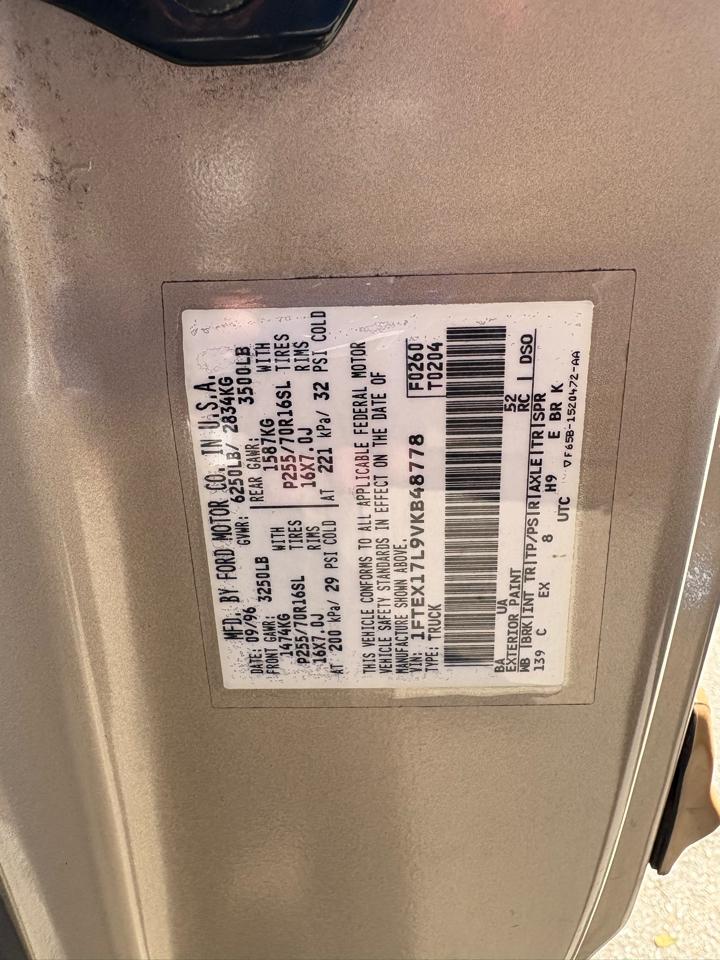 MFD. BY FORD MOTOR CO. IN U.S.A.
DATE: 09/96 GVWR: 6250LB/ 2834KG
FRONT GAWR: 3250LB REAR GAWR: 3500LB
1474KG WITH 1587KG WITH
P255/70R16SL TIRES P255/70R16SL TIRES
16X7.0J RIMS 16X7.0J RIMS
AT 200 kPa/ 29 PSI COLD AT 221 kPa/ 32 PSI COLD
THIS VEHICLE CONFORMS TO ALL APPLICABLE FEDERAL MOTOR
VEHICLE SAFETY STANDARDS IN EFFECT ON THE DATE OF
MANUFACTURE SHOWN ABOVE.
VIN: 1FTEX17L9VKB48778 F0260
TYPE: TRUCK T0204
BA UA 52
EXTERIOR PAINT RC DSO
WB BRK INT TR TP/PS R AXLE TR SPR
139 C EX 8 H9 E BR K
UTC ▽F65B-1520472-AA